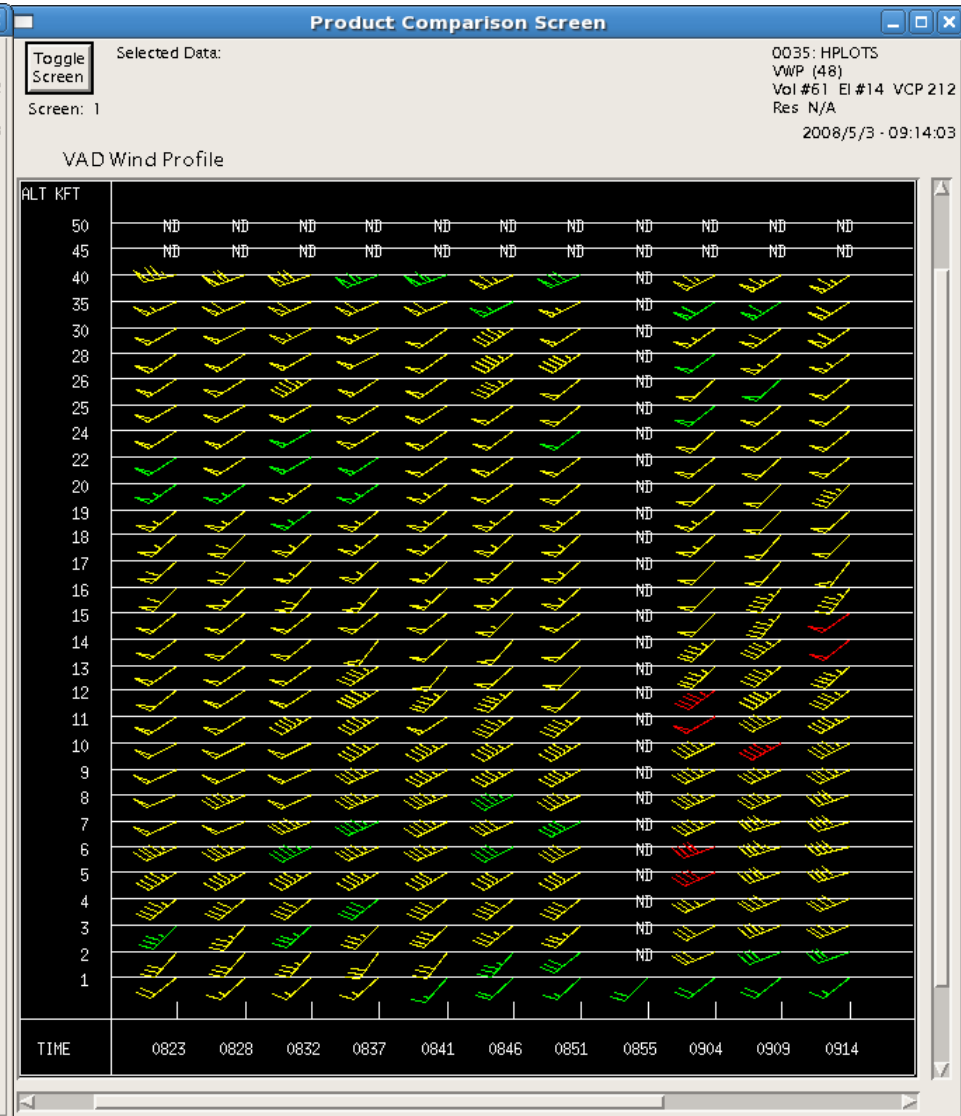 Product Comparison Screen
Toggle Screen
Selected Data:
Screen: 1
0035: HPLOTS
VWP (48)
Vol #61 El #14 VCP 212
Res N/A
2008/5/3 - 09:14:03
VAD Wind Profile
ALT KFT
50 ND ND ND ND ND ND ND ND ND ND ND
45 ND ND ND ND ND ND ND ND ND ND ND
40 ND
35 ND
30 ND
28 ND
26 ND
25 ND
24 ND
22 ND
20 ND
19 ND
18 ND
17 ND
16 ND
15 ND
14 ND
13 ND
12 ND
11 ND
10 ND
9 ND
8 ND
7 ND
6 ND
5 ND
4 ND
3 ND
2 ND
1
TIME 0823 0828 0832 0837 0841 0846 0851 0855 0904 0909 0914